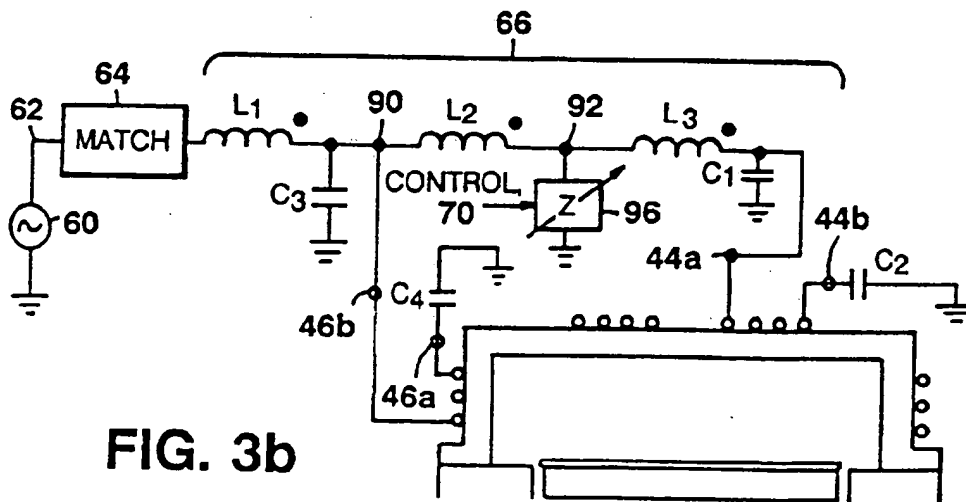 66
64
62
MATCH
L1
90
L2
92
L3
60
C3
CONTROL
70
Z
96
C1
44a
44b
C2
46b
C4
46a
FIG. 3b